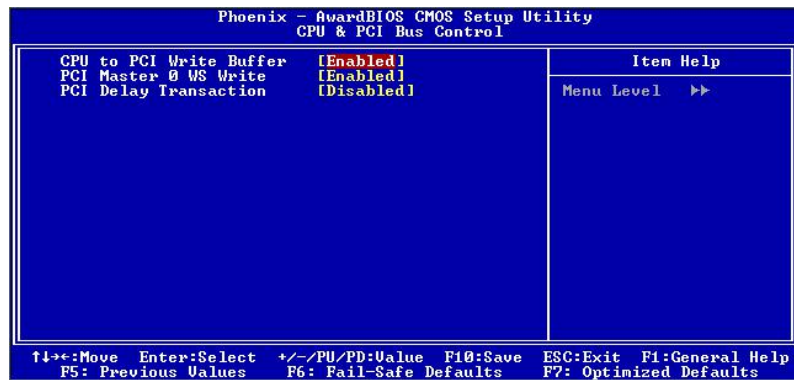 Phoenix - AwardBIOS CMOS Setup Utility
CPU & PCI Bus Control
CPU to PCI Write Buffer [Enabled]
PCI Master 0 WS Write [Enabled]
PCI Delay Transaction [Disabled]
Item Help
Menu Level ►►
↑↓→←:Move Enter:Select +/-/PU/PD:Value F10:Save ESC:Exit F1:General Help
F5: Previous Values F6: Fail-Safe Defaults F7: Optimized Defaults